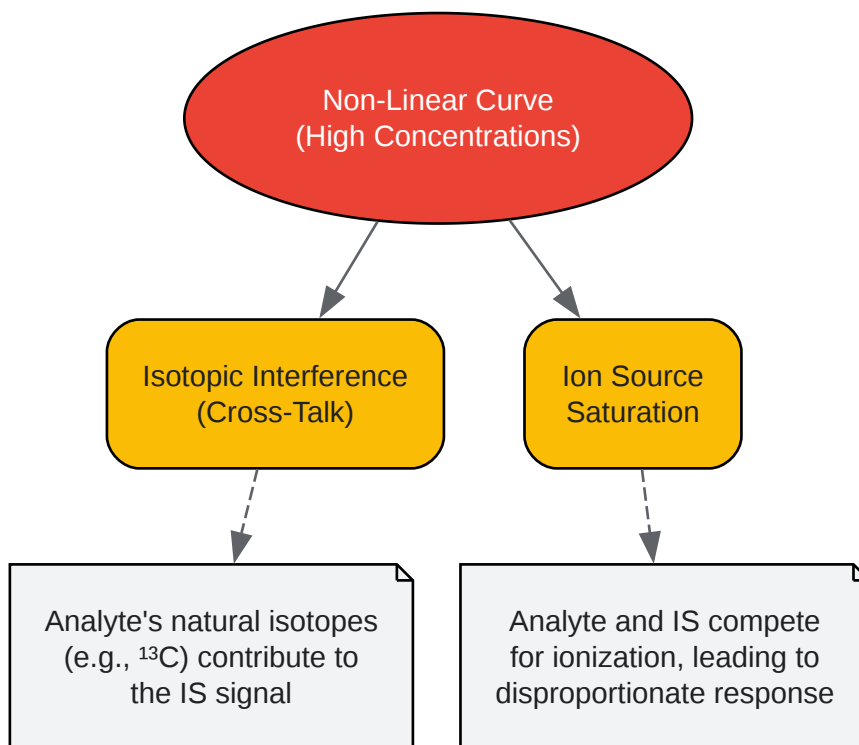 Non-Linear Curve
(High Concentrations)
Isotopic Interference
(Cross-Talk)
Ion Source
Saturation
Analyte's natural isotopes
(e.g., ¹³C) contribute to
the IS signal
Analyte and IS compete
for ionization, leading to
disproportionate response